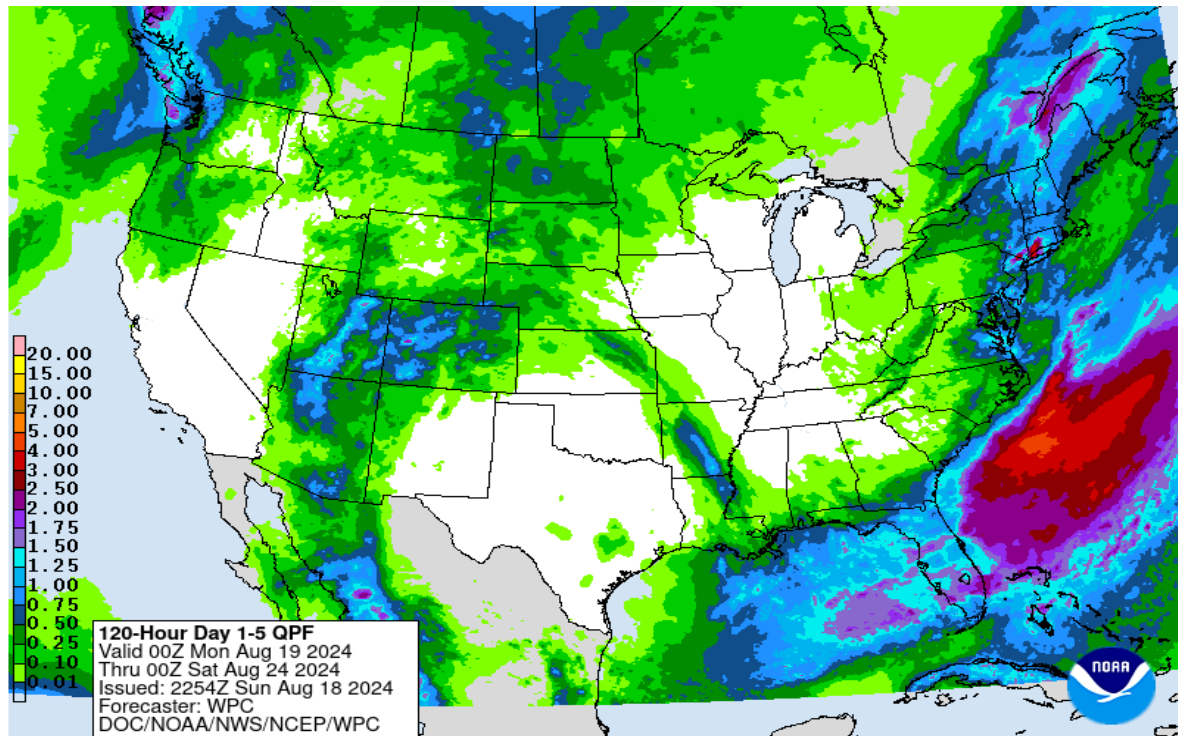 20.00
15.00
10.00
7.00
5.00
4.00
3.00
2.50
2.00
1.75
1.50
1.25
1.00
0.75
0.50
0.25
0.10
0.01
120-Hour Day 1-5 QPF
Valid 00Z Mon Aug 19 2024
Thru 00Z Sat Aug 24 2024
Issued: 2254Z Sun Aug 18 2024
Forecaster: WPC
DOC/NOAA/NWS/NCEP/WPC
NOAA